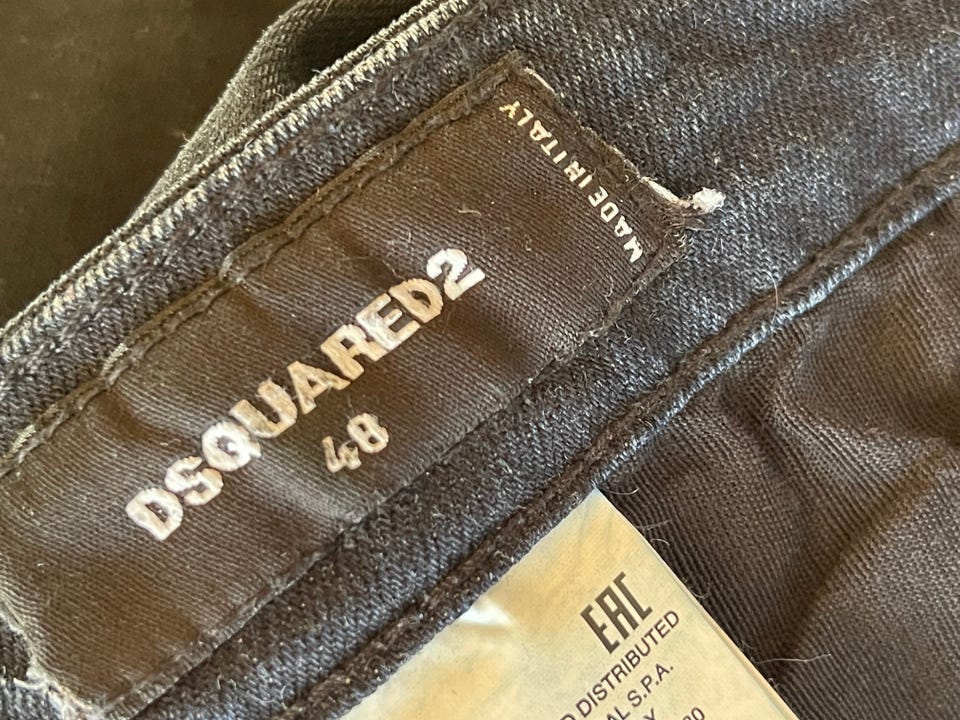 DSQUARED2
48
MADE IN ITALY
EAC
DISTRIBUTED
S.P.A.